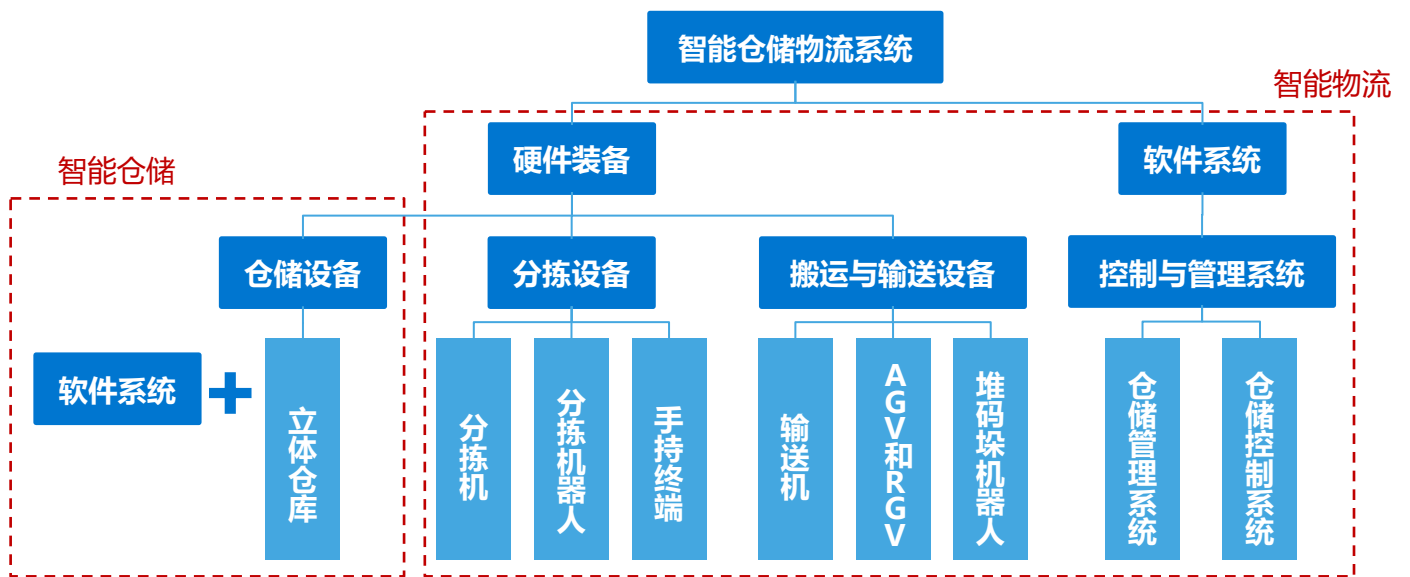 智能仓储物流系统
智能物流
硬件装备
软件系统
智能仓储
仓储设备
分拣设备
搬运与输送设备
控制与管理系统
软件系统
立体仓库
分拣机
分拣机器人
手持终端
输送机
AGV和RGV
堆码垛机器人
仓储管理系统
仓储控制系统